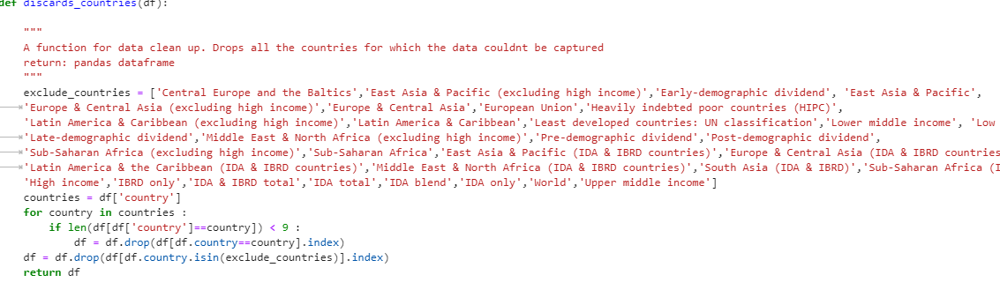 def discards_countries(df):
"""
A function for data clean up. Drops all the countries for which the data couldnt be captured
return: pandas dataframe
"""
exclude_countries = ['Central Europe and the Baltics','East Asia & Pacific (excluding high income)','Early-demographic dividend', 'East Asia & Pacific',
'Europe & Central Asia (excluding high income)','Europe & Central Asia','European Union','Heavily indebted poor countries (HIPC)',
'Latin America & Caribbean (excluding high income)','Latin America & Caribbean','Least developed countries: UN classification','Lower middle income', 'Low
'Late-demographic dividend','Middle East & North Africa (excluding high income)','Pre-demographic dividend','Post-demographic dividend',
'Sub-Saharan Africa (excluding high income)','Sub-Saharan Africa','East Asia & Pacific (IDA & IBRD countries)','Europe & Central Asia (IDA & IBRD countries
'Latin America & the Caribbean (IDA & IBRD countries)','Middle East & North Africa (IDA & IBRD countries)','South Asia (IDA & IBRD)','Sub-Saharan Africa (I
'High income','IBRD only','IDA & IBRD total','IDA total','IDA blend','IDA only','World','Upper middle income']
countries = df['country']
for country in countries :
if len(df[df['country']==country]) < 9 :
df = df.drop(df[df.country==country].index)
df = df.drop(df[df.country.isin(exclude_countries)].index)
return df